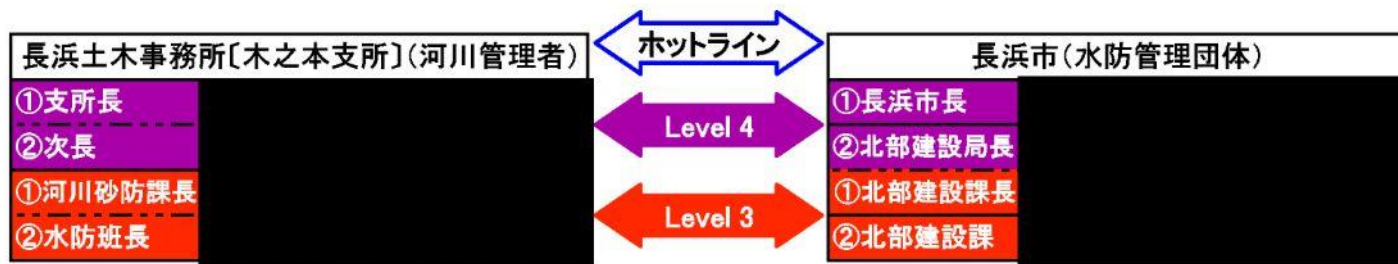 ホットライン
長浜土木事務所〔木之本支所〕(河川管理者)
長浜市(水防管理団体)
①支所長
②次長
①河川砂防課長
②水防班長
Level 4
Level 3
①長浜市長
②北部建設局長
①北部建設課長
②北部建設課